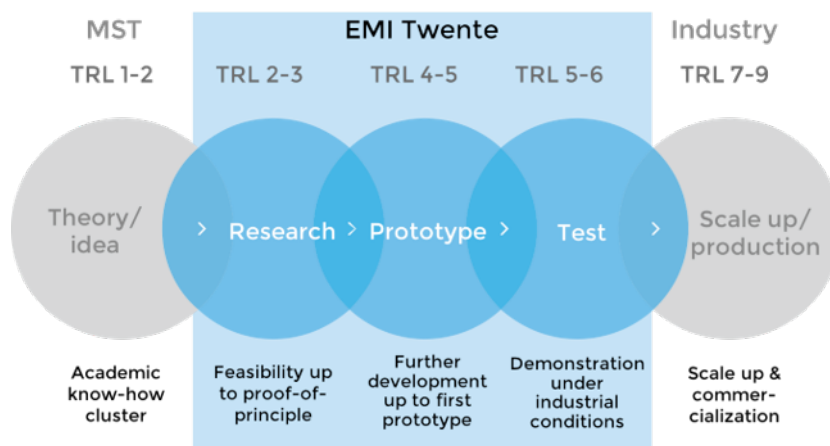 MST
EMI Twente
Industry
TRL 1-2
TRL 2-3
TRL 4-5
TRL 5-6
TRL 7-9
Theory/
idea
Research
Prototype
Test
Scale up/
production
Academic
know-how
cluster
Feasibility up
to proof-of-
principle
Further
development
up to first
prototype
Demonstration
under
industrial
conditions
Scale up &
commer-
cialization